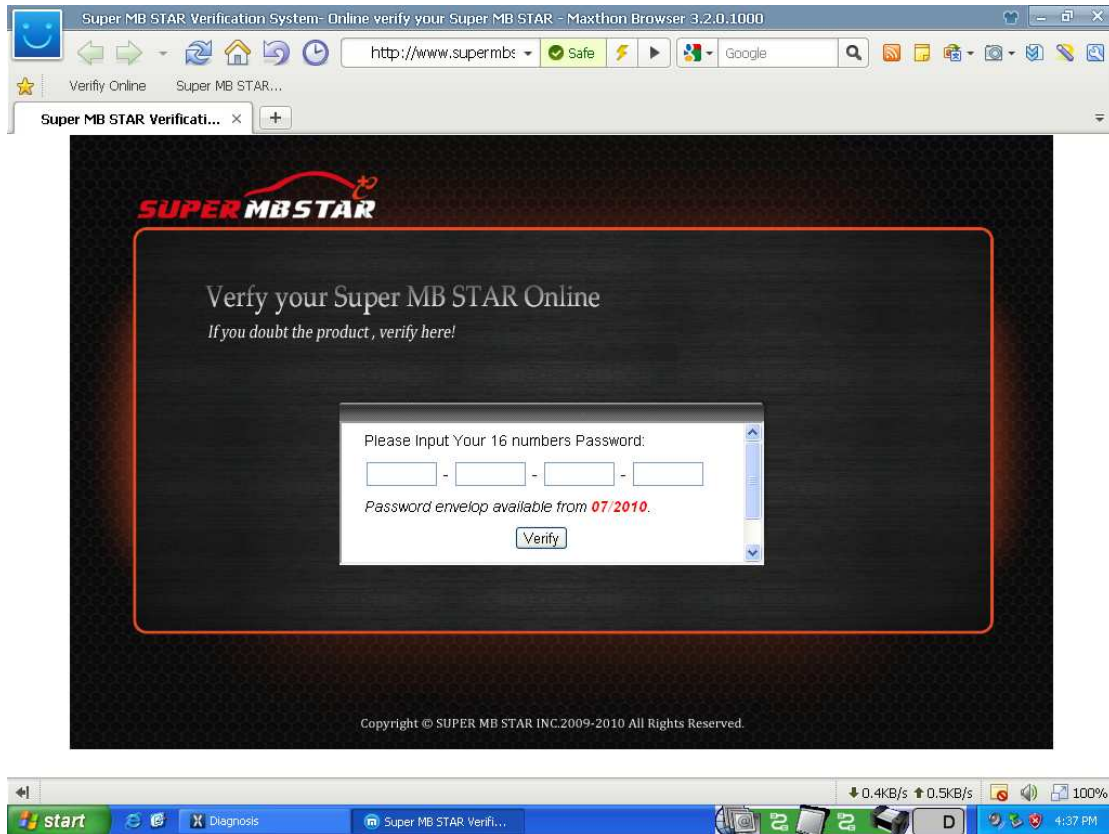 Super MB STAR Verification System- Online verify your Super MB STAR - Maxthon Browser 3.2.0.1000
http://www.supermbs
Safe
Google
Verifiy Online Super MB STAR...
Super MB STAR Verificati...
SUPER MB STAR
Verfy your Super MB STAR Online
If you doubt the product , verify here!
Please Input Your 16 numbers Password:
- - -
Password envelop available from 07/2010.
Verify
Copyright © SUPER MB STAR INC.2009-2010 All Rights Reserved.
0.4KB/s 0.5KB/s 100%
start Diagnosis Super MB STAR Verifi... D 4:37 PM